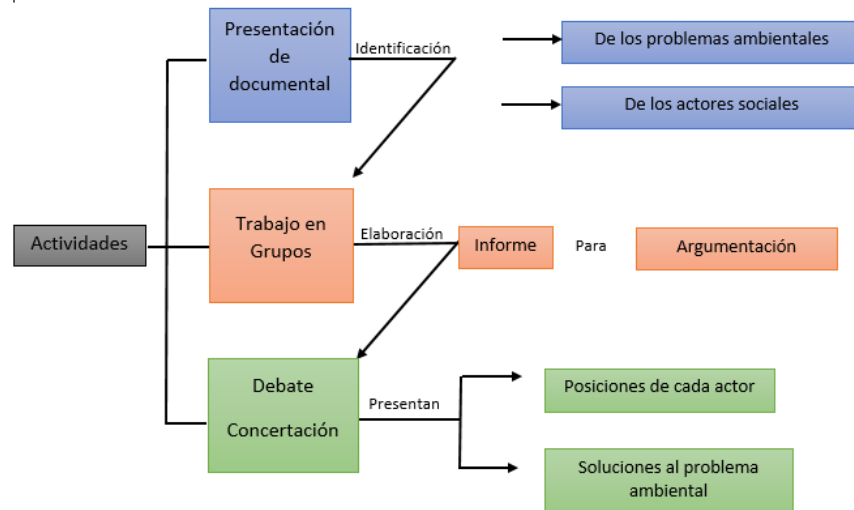 Presentación
de
documental
Identificación
De los problemas ambientales
De los actores sociales
Actividades
Trabajo en
Grupos
Elaboración
Informe
Para
Argumentación
Debate
Concertación
Presentan
Posiciones de cada actor
Soluciones al problema
ambiental